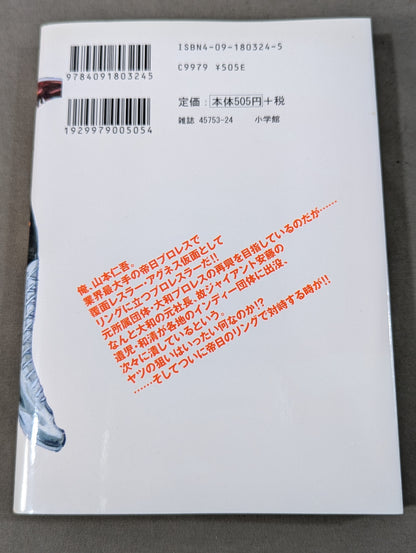 ISBN4-09-180324-5
C9979 ¥505E
9784091803245
1929979005054
定価:本体505円+税
雑誌 45753-24 小学館
俺、山本仁吾。
業界最大手の帝日プロレスで
覆面レスラー・アグネス仮面として
リングに立つプロレスラーだ!!
元所属団体・大和プロレスの再興を目指しているのだが……
なんと大和の元社長、故ジャイアント安藤の
遺児・和清が各地のインディー団体に出没、
次々に潰しているという。
ヤツの狙いはいったい何なのか!?
……そしてついに帝日のリングで対峙する時が!!